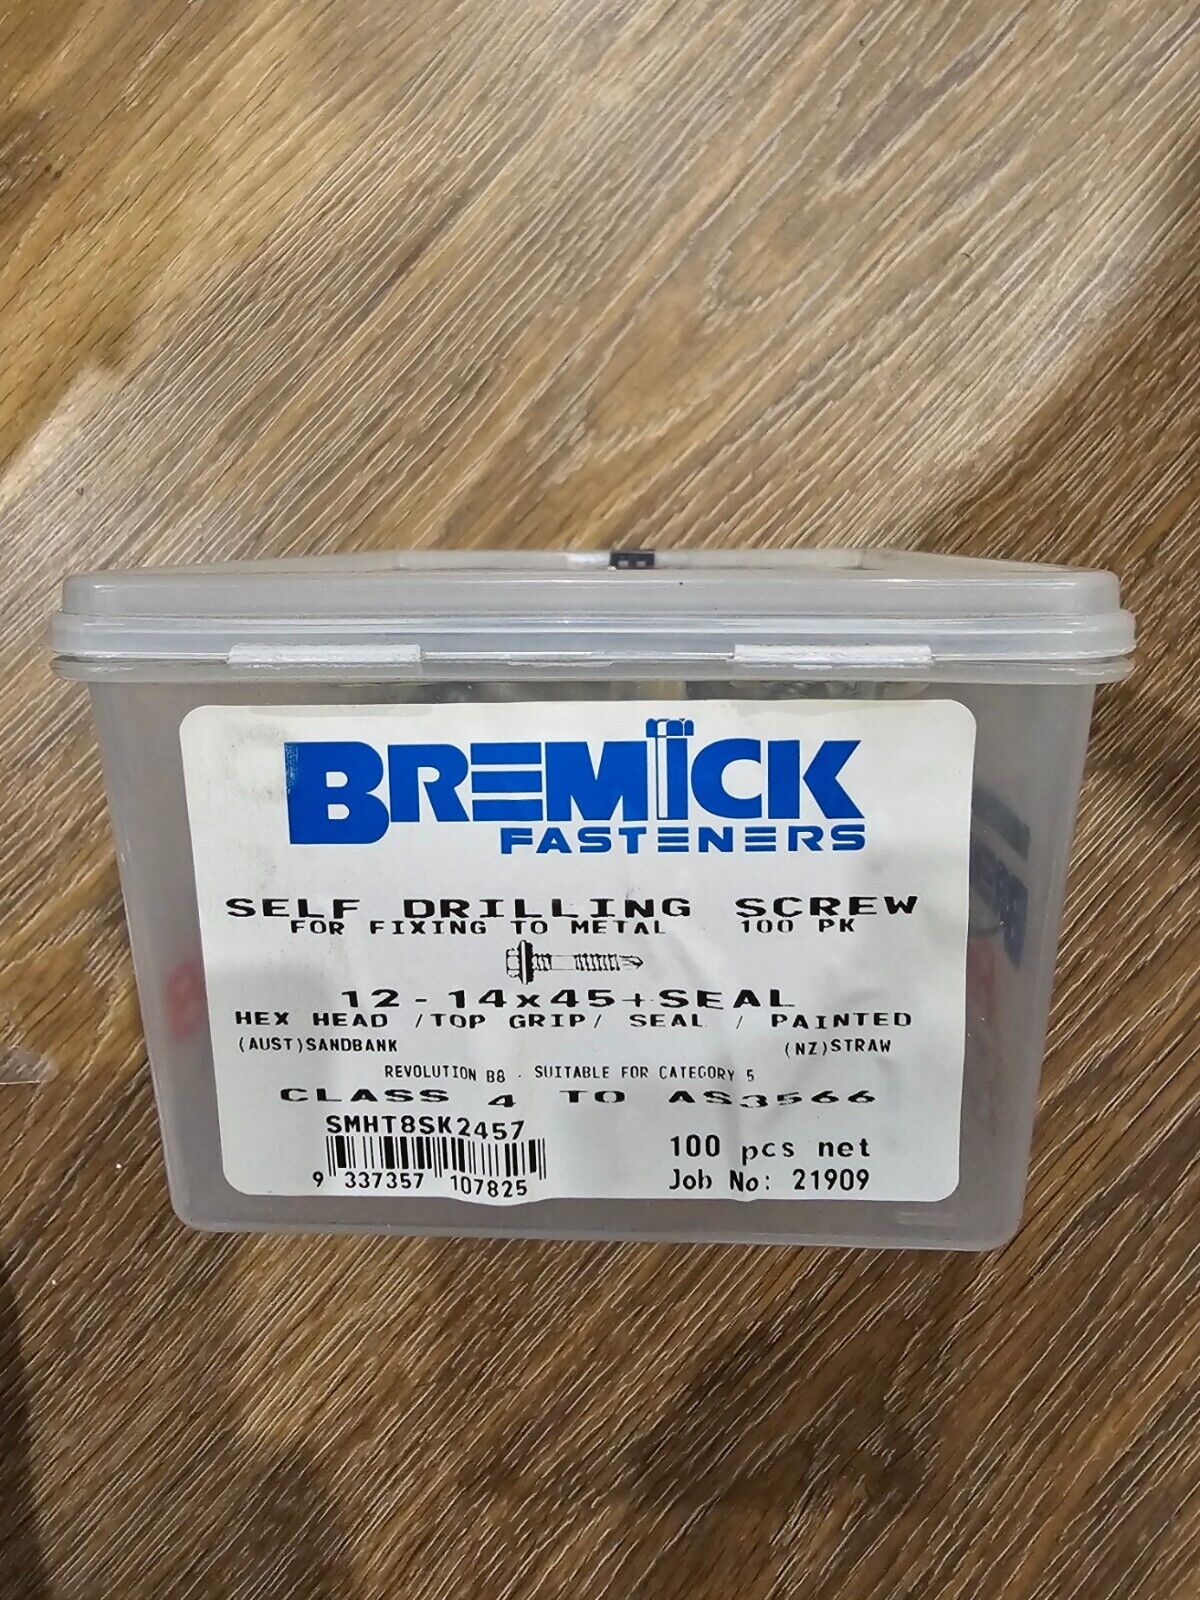 BREMICK
FASTENERS
SELF DRILLING SCREW
FOR FIXING TO METAL 100 PK
12-14x45+SEAL
HEX HEAD /TOP GRIP/ SEAL / PAINTED
(AUST)SANDBANK (NZ)STRAW
REVOLUTION B8 - SUITABLE FOR CATEGORY 5
CLASS 4 TO AS3566
SMHT8SK2457
100 pcs net
9 337357 107825
Job No: 21909